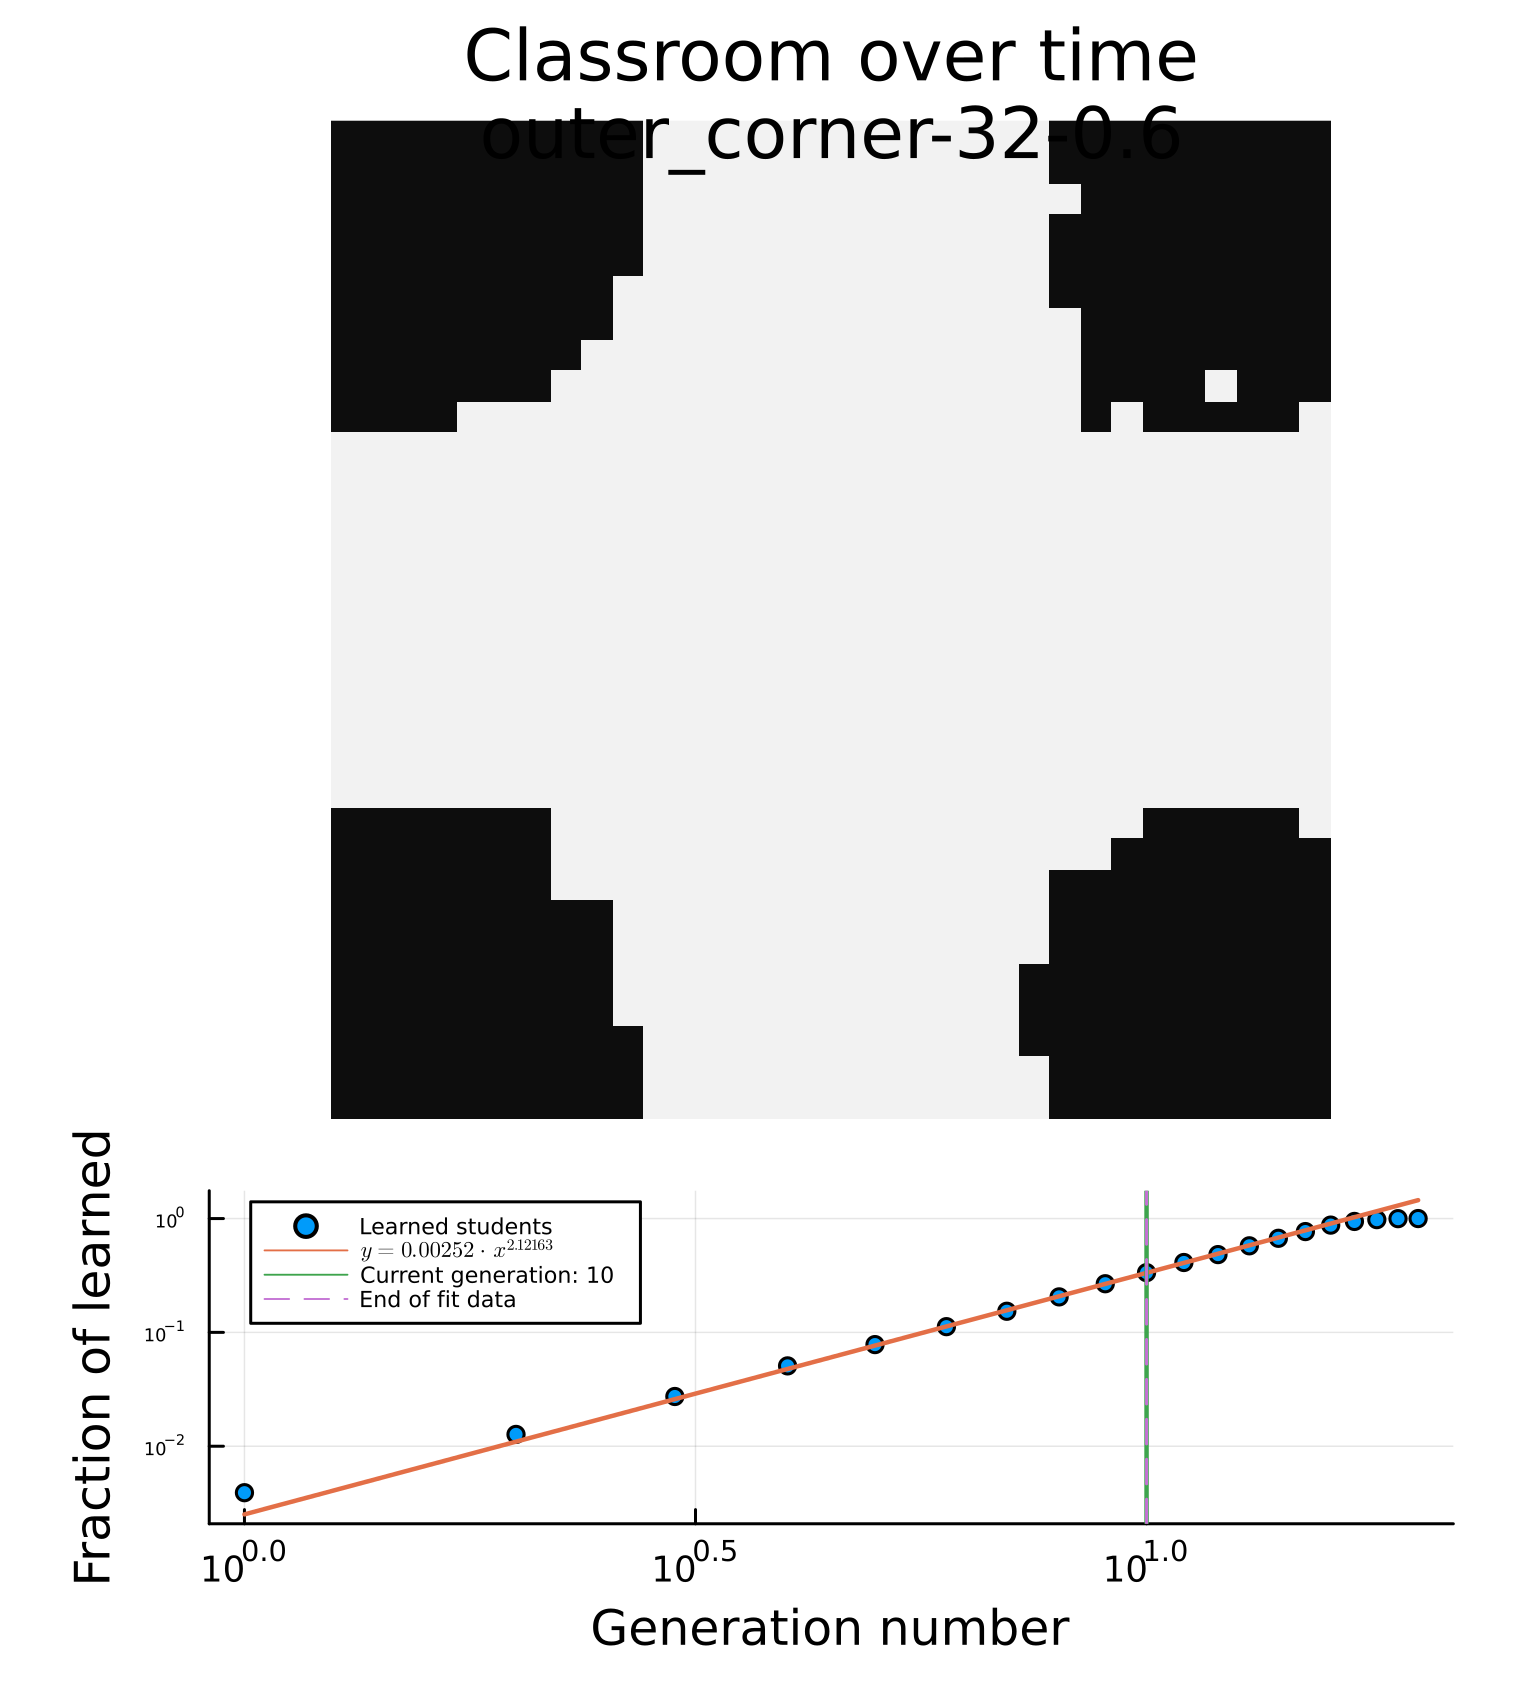 Classroom over time
outer_corner-32-0.6
Fraction of learned
10^0
10^−1
10^−2
Learned students
y = 0.00252 · x^2.12163
Current generation: 10
End of fit data
10^0.0
10^0.5
10^1.0
Generation number